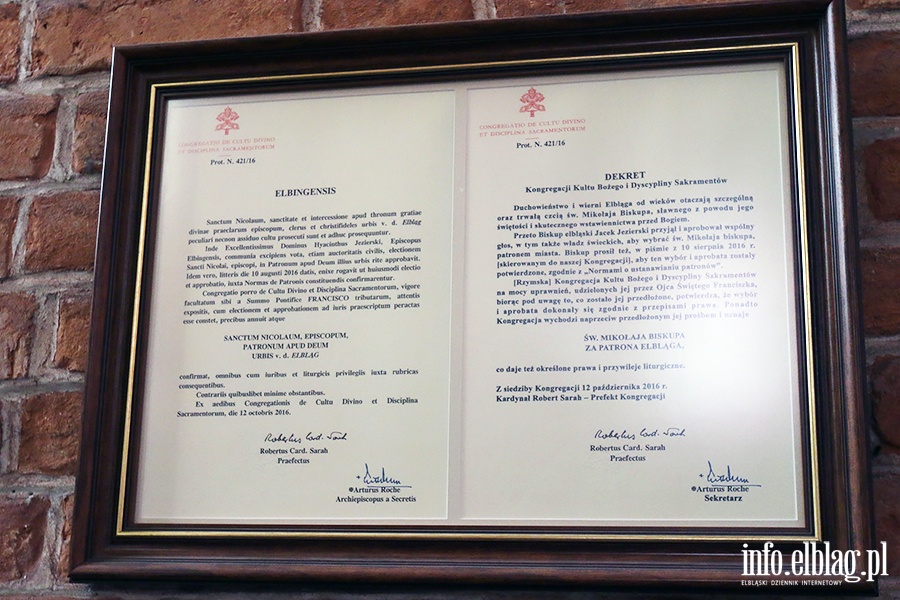 CONGREGATIO DE CULTU DIVINO
ET DISCIPLINA SACRAMENTORUM
Prot. N. 421/16
ELBINGENSIS
Sanctum Nicolaum, sanctitate et intercessione apud thronum gratiae
divinae praeclarum episcopum, clerus et christifideles urbis v. d. Elbląg
peculiari necnon assiduo cultu prosecuti sunt et adhuc prosequuntur.
Inde Excellentissimus Dominus Hyacinthus Jezierski, Episcopus
Elbingensis, communia excipiens vota, etiam auctoritatis civilis, electionem
Sancti Nicolai, episcopi, in Patronum apud Deum illius urbis rite approbavit.
Idem vero, litteris die 10 augusti 2016 datis, enixe rogavit ut huiusmodi electio
et approbatio, iuxta Normas de Patronis constituendis confirmarentur.
Congregatio porro de Cultu Divino et Disciplina Sacramentorum, vigore
facultatum sibi a Summo Pontifice FRANCISCO tributarum, attentis
expositis, cum electionem et approbationem ad iuris praescriptum peractas
esse constet, precibus annuit atque
SANCTUM NICOLAUM, EPISCOPUM,
PATRONUM APUD DEUM
URBIS v. d. ELBLĄG
confirmat, omnibus cum iuribus et liturgicis privilegiis iuxta rubricas
consequentibus.
Contrariis quibuslibet minime obstantibus.
Ex aedibus Congregationis de Cultu Divino et Disciplina
Sacramentorum, die 12 octobris 2016.
Robertus Card. Sarah
Robertus Card. Sarah
Praefectus
Arturus Roche
Archiepiscopus a Secretis
CONGREGATIO DE CULTU DIVINO
ET DISCIPLINA SACRAMENTORUM
Prot. N. 421/16
DEKRET
Kongregacji Kultu Bożego i Dyscypliny Sakramentów
Duchowieństwo i wierni Elbląga od wieków otaczają szczególną
oraz trwałą czcią św. Mikołaja Biskupa, sławnego z powodu jego
świętości i skutecznego wstawiennictwa przed Bogiem.
Przeto Biskup elbląski Jacek Jezierski przyjął i aprobował wspólny
głos, w tym także władz świeckich, aby wybrać św. Mikołaja biskupa,
patronem miasta. Biskup prosił też, w piśmie z 10 sierpnia 2016 r.
[skierowanym do naszej Kongregacji], aby ten wybór i aprobata zostały
potwierdzone, zgodnie z „Normami o ustanawianiu patronów".
[Rzymska] Kongregacja Kultu Bożego i Dyscypliny Sakramentów
na mocy uprawnień, udzielonych jej przez Ojca Świętego Franciszka,
biorąc pod uwagę to, co zostało jej przedłożone, potwierdza, że wybór
i aprobata dokonały się zgodnie z przepisami prawa. Ponadto
Kongregacja wychodzi naprzeciw przedłożonym jej prośbom i uznaje
ŚW. MIKOŁAJA BISKUPA
ZA PATRONA ELBLĄGA,
co daje też określone prawa i przywileje liturgiczne.
Z siedziby Kongregacji 12 października 2016 r.
Kardynał Robert Sarah – Prefekt Kongregacji
Robertus Card. Sarah
Robertus Card. Sarah
Praefectus
Arturus Roche
Sekretarz
info.elblag.pl
ELBLĄSKI DZIENNIK INTERNETOWY